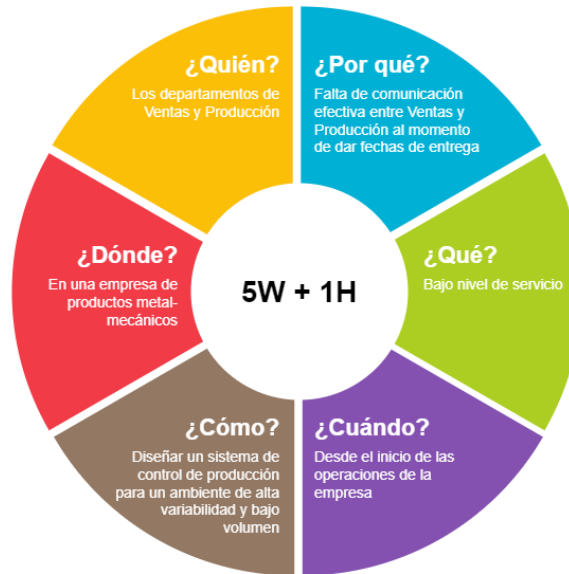 ¿Quién?
Los departamentos de
Ventas y Producción
¿Por qué?
Falta de comunicación
efectiva entre Ventas y
Producción al momento
de dar fechas de entrega
¿Dónde?
En una empresa de
productos metal-
mecánicos
5W + 1H
¿Qué?
Bajo nivel de servicio
¿Cómo?
Diseñar un sistema de
control de producción
para un ambiente de alta
variabilidad y bajo
volumen
¿Cuándo?
Desde el inicio de las
operaciones de la
empresa